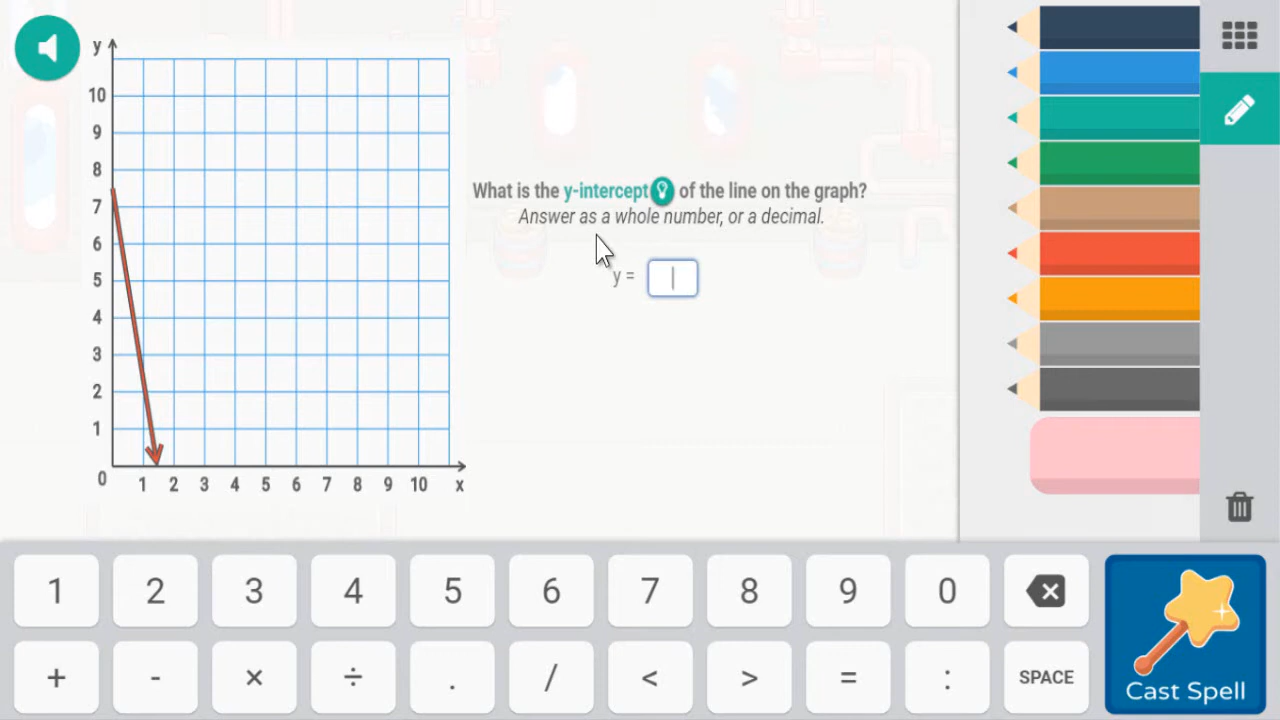 y
10
9
8
7
6
5
4
3
2
1
0
1 2 3 4 5 6 7 8 9 10 x
What is the y-intercept of the line on the graph?
Answer as a whole number, or a decimal.
y =
1 2 3 4 5 6 7 8 9 0
+ - × ÷ . / < > = : SPACE
Cast Spell